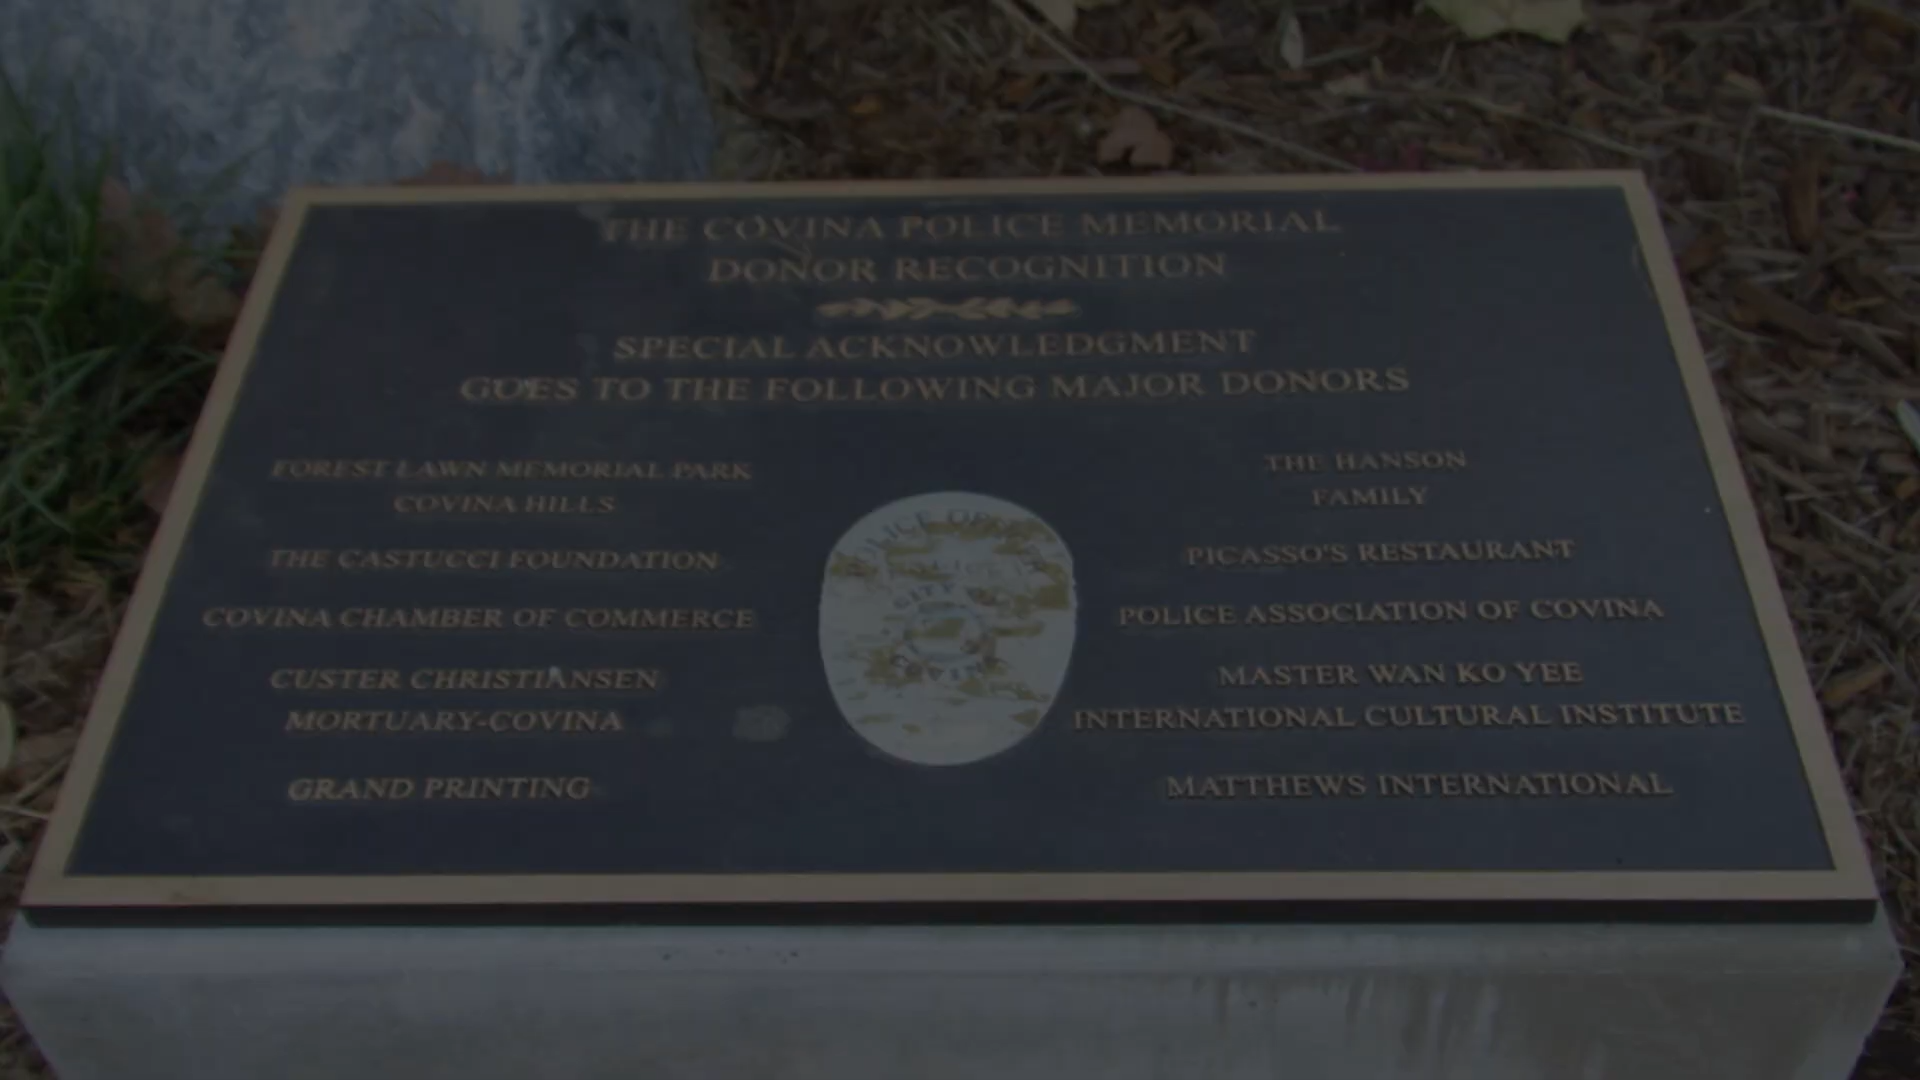 THE COVINA POLICE MEMORIAL
DONOR RECOGNITION
SPECIAL ACKNOWLEDGMENT
GOES TO THE FOLLOWING MAJOR DONORS
FOREST LAWN MEMORIAL PARK
COVINA HILLS
THE CASTUCCI FOUNDATION
COVINA CHAMBER OF COMMERCE
CUSTER CHRISTIANSEN
MORTUARY-COVINA
GRAND PRINTING
POLICE
CITY
THE HANSON
FAMILY
PICASSO'S RESTAURANT
POLICE ASSOCIATION OF COVINA
MASTER WAN KO YEE
INTERNATIONAL CULTURAL INSTITUTE
MATTHEWS INTERNATIONAL